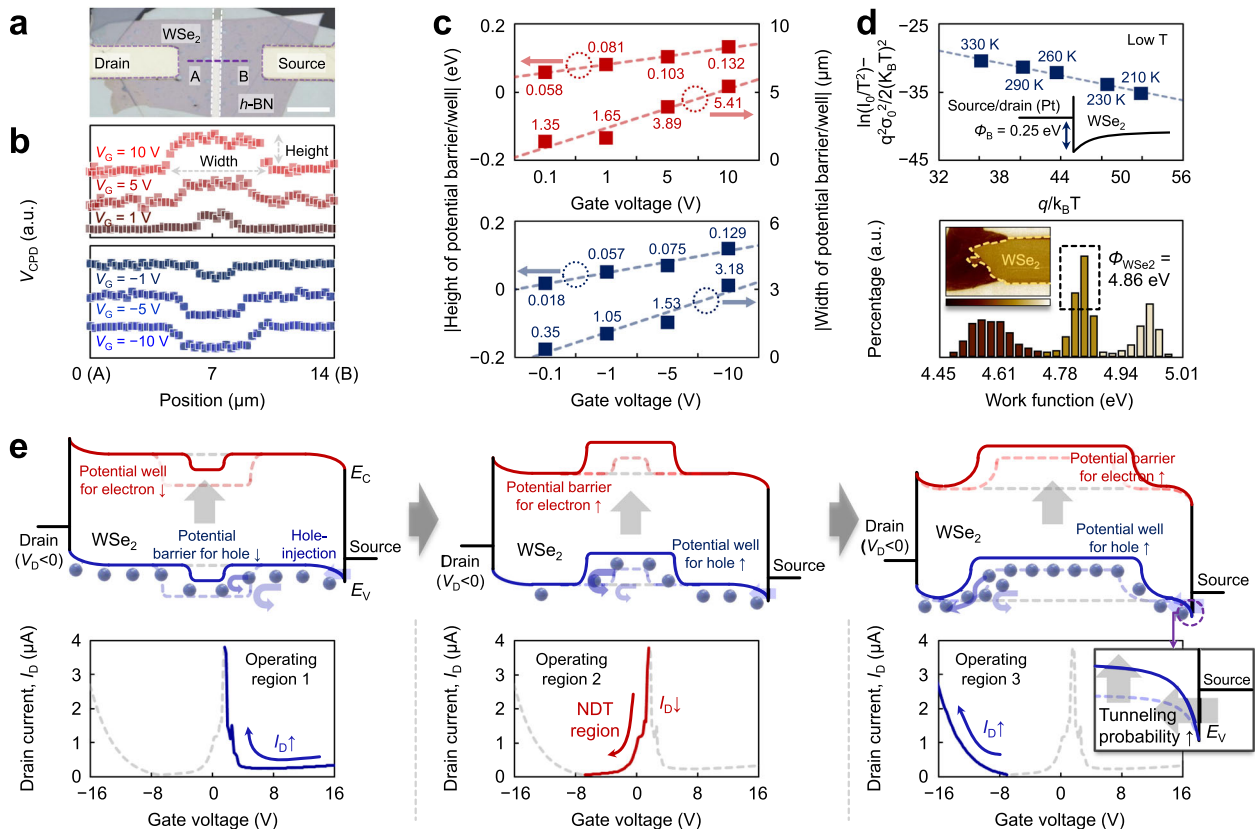 a
WSe2
Drain
A
B
Source
h-BN
b
VG = 10 V
Height
Width
VG = 5 V
VG = 1 V
VG = −1 V
VG = −5 V
VG = −10 V
VCPD (a.u.)
0 (A)
7
14 (B)
Position (μm)
c
|Height of potential barrier/well| (eV)
|Width of potential barrier/well| (μm)
0.2
0
−0.2
10
5
0
0.058
0.081
0.103
0.132
1.35
1.65
3.89
5.41
0.1
1
5
10
Gate voltage (V)
0.2
0
−0.2
6
3
0
0.018
0.057
0.075
0.129
0.35
1.05
1.53
3.18
−0.1
−1
−5
−10
Gate voltage (V)
d
ln(I0/T2)−
q2σ02/2(KBT)2
−25
−35
−45
330 K
290 K
260 K
230 K
210 K
Low T
Source/drain (Pt)
ΦB = 0.25 eV
WSe2
32
40
44
48
56
q/kBT
Percentage (a.u.)
WSe2
ΦWSe2 =
4.86 eV
4.45
4.61
4.78
4.94
5.01
Work function (eV)
e
Potential well
for electron ↓
EC
Drain
(VD<0)
WSe2
Potential
barrier for hole ↓
Hole-
injection
Source
EV
Potential barrier
for electron ↑
Drain
(VD<0)
WSe2
Potential well
for hole ↑
Source
Potential barrier
for electron ↑
Drain
(VD<0)
WSe2
Potential well
for hole ↑
Source
Drain current, ID (μA)
4
3
2
1
0
Operating
region 1
ID↑
−16
−8
0
8
16
Gate voltage (V)
Drain current, ID (μA)
4
3
2
1
0
Operating
region 2
NDT
region
ID↓
−16
−8
0
8
16
Gate voltage (V)
Drain current, ID (μA)
4
3
2
1
0
Operating
region 3
ID↑
Source
Tunneling
probability ↑
EV
−16
−8
0
8
16
Gate voltage (V)